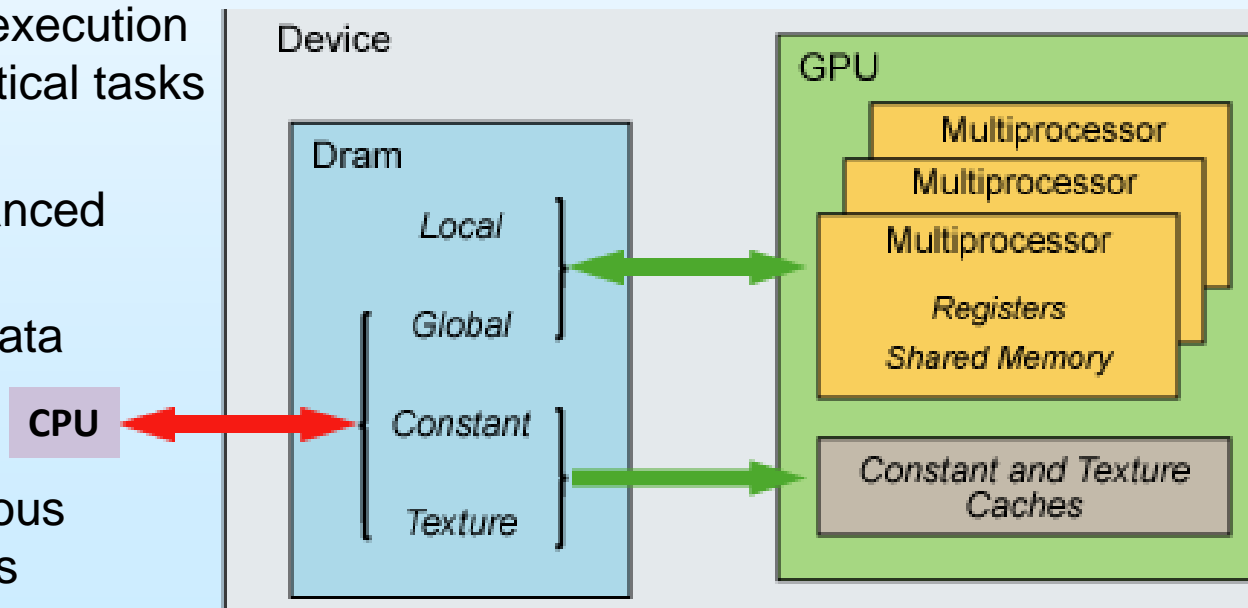 execution
tical tasks
anced
ata
CPU
ous
s
Device
Dram
Local
Global
Constant
Texture
GPU
Multiprocessor
Multiprocessor
Multiprocessor
Registers
Shared Memory
Constant and Texture
Caches